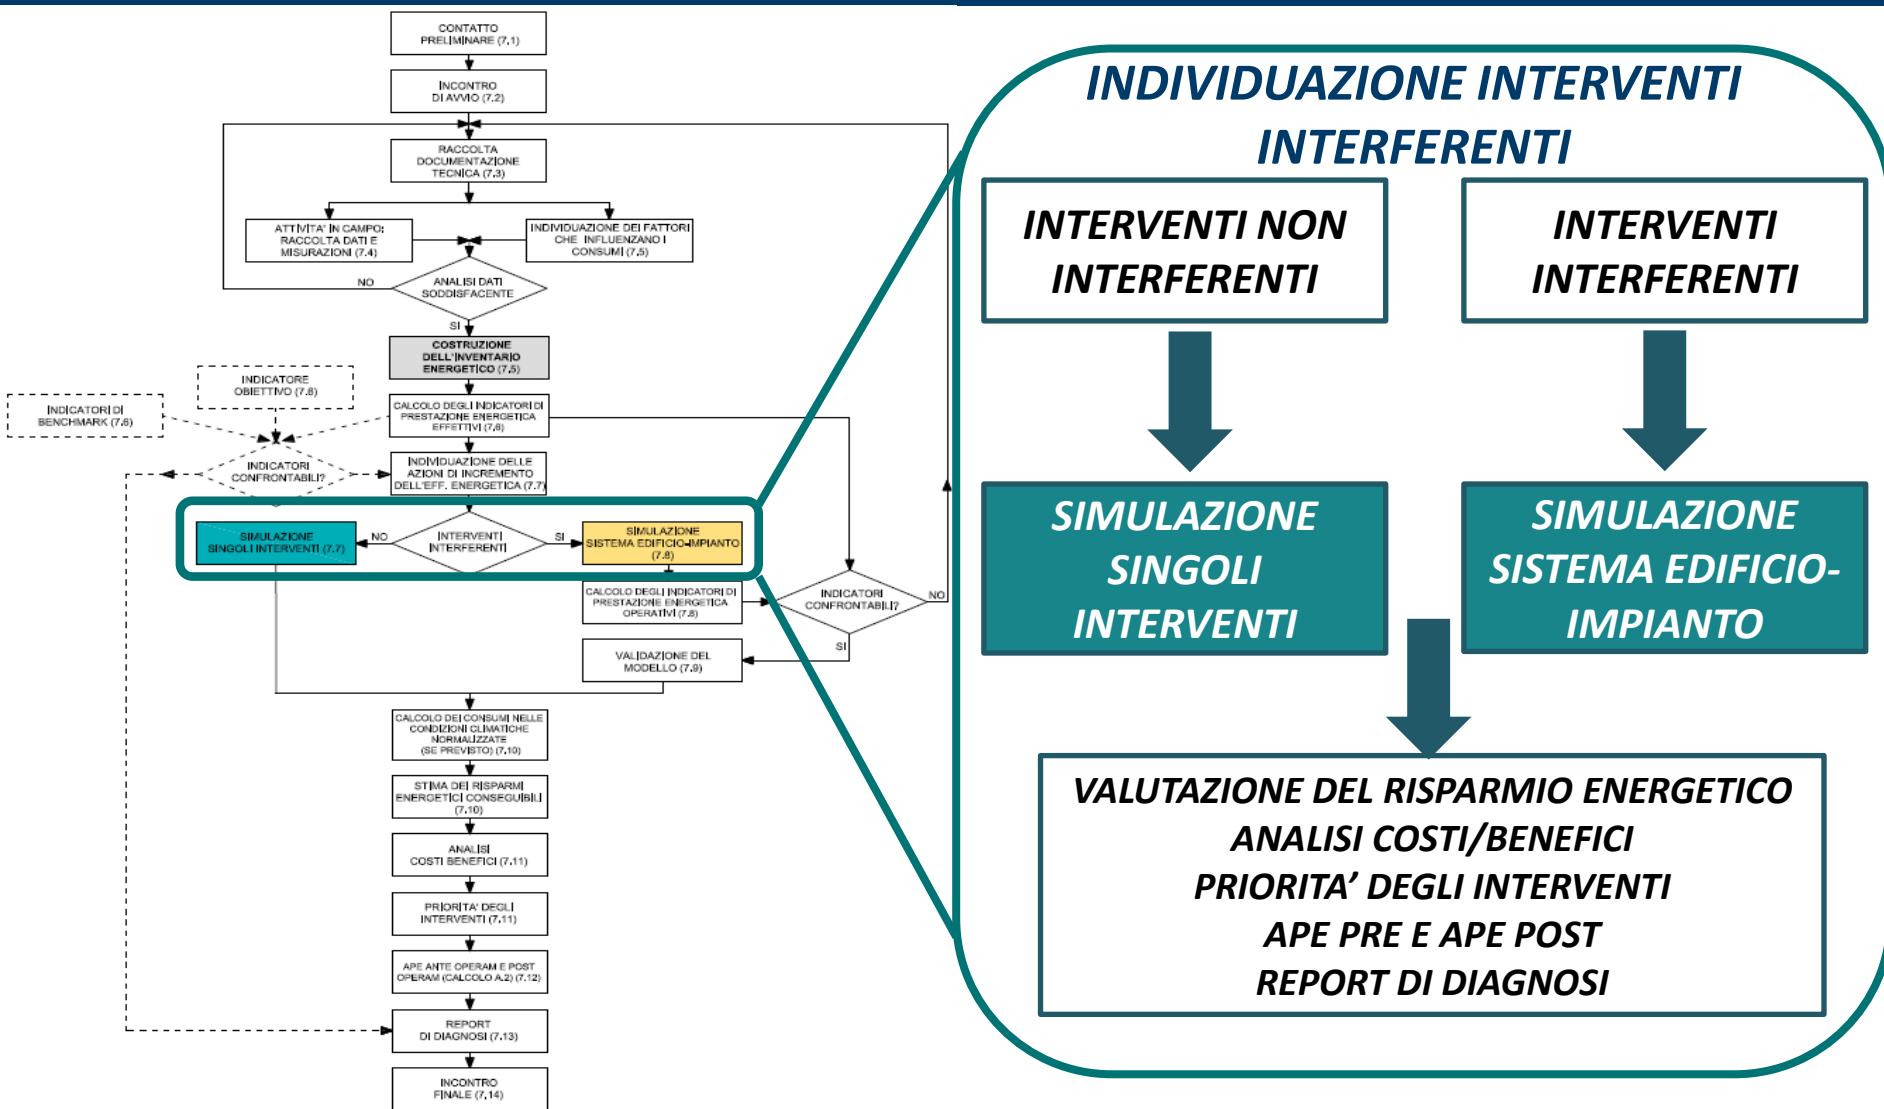 CONTATTO
PRELIMINARE (7.1)
INCONTRO
DI AVVIO (7.2)
RACCOLTA
DOCUMENTAZIONE
TECNICA (7.3)
ATTIVITA' IN CAMPO:
RACCOLTA DATI E
MISURAZIONI (7.4)
INDIVIDUAZIONE DEI FATTORI
CHE INFLUENZANO I
CONSUMI (7.5)
NO
ANALISI DATI
SODDISFACENTE
SI
COSTRUZIONE
DELL'INVENTARIO
ENERGETICO (7.5)
INDICATORE
OBIETTIVO (7.6)
INDICATORI DI
BENCHMARK (7.6)
CALCOLO DEGLI INDICATORI DI
PRESTAZIONE ENERGETICA
EFFETTIVI (7.6)
INDICATORI
CONFRONTABILI?
INDIVIDUAZIONE DELLE
AZIONI DI INCREMENTO
DELL'EFF. ENERGETICA (7.7)
SIMULAZIONE
SINGOLI INTERVENTI (7.7)
NO
INTERVENTI
INTERFERENTI
SI
SIMULAZIONE
SISTEMA EDIFICIO-IMPIANTO
(7.8)
CALCOLO DEGLI INDICATORI DI
PRESTAZIONE ENERGETICA
OPERATIVI (7.8)
INDICATORI
CONFRONTABILI?
NO
SI
VALIDAZIONE DEL
MODELLO (7.9)
CALCOLO DEI CONSUMI NELLE
CONDIZIONI CLIMATICHE
NORMALIZZATE
(SE PREVISTO) (7.10)
STIMA DEI RISPARMI
ENERGETICI CONSEGUIBILI
(7.10)
ANALISI
COSTI BENEFICI (7.11)
PRIORITA' DEGLI
INTERVENTI (7.11)
APE ANTE OPERAM E POST
OPERAM (CALCOLO A.2) (7.12)
REPORT
DI DIAGNOSI (7.13)
INCONTRO
FINALE (7.14)
INDIVIDUAZIONE INTERVENTI
INTERFERENTI
INTERVENTI NON
INTERFERENTI
INTERVENTI
INTERFERENTI
SIMULAZIONE
SINGOLI
INTERVENTI
SIMULAZIONE
SISTEMA EDIFICIO-
IMPIANTO
VALUTAZIONE DEL RISPARMIO ENERGETICO
ANALISI COSTI/BENEFICI
PRIORITA’ DEGLI INTERVENTI
APE PRE E APE POST
REPORT DI DIAGNOSI